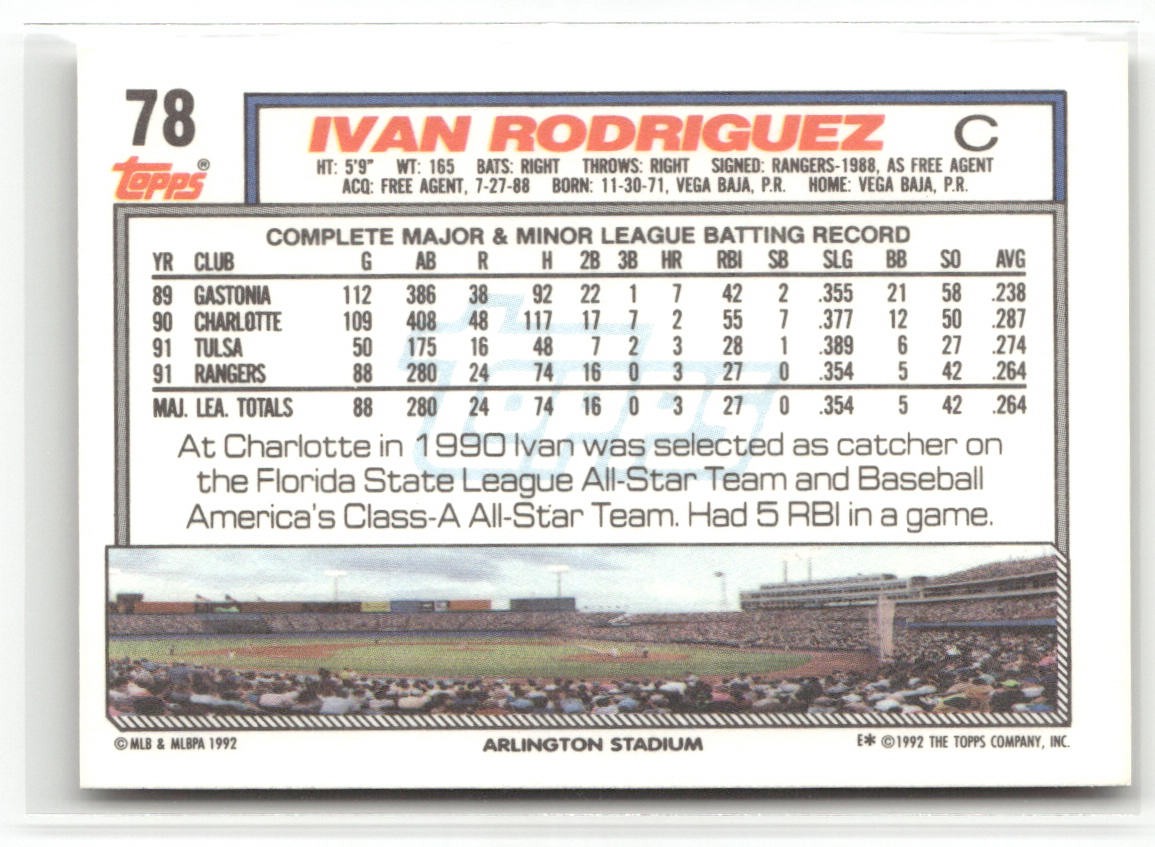 78
Topps®
IVAN RODRIGUEZ C
HT: 5'9" WT: 165 BATS: RIGHT THROWS: RIGHT SIGNED: RANGERS-1988, AS FREE AGENT
ACQ: FREE AGENT, 7-27-88 BORN: 11-30-71, VEGA BAJA, P.R. HOME: VEGA BAJA, P.R.
COMPLETE MAJOR & MINOR LEAGUE BATTING RECORD
YR CLUB G AB R H 2B 3B HR RBI SB SLG BB SO AVG
89 GASTONIA 112 386 38 92 22 1 7 42 2 .355 21 58 .238
90 CHARLOTTE 109 408 48 117 17 7 2 55 7 .377 12 50 .287
91 TULSA 50 175 16 48 7 2 3 28 1 .389 6 27 .274
91 RANGERS 88 280 24 74 16 0 3 27 0 .354 5 42 .264
MAJ. LEA. TOTALS 88 280 24 74 16 0 3 27 0 .354 5 42 .264
topps
At Charlotte in 1990 Ivan was selected as catcher on
the Florida State League All-Star Team and Baseball
America's Class-A All-Star Team. Had 5 RBI in a game.
© MLB & MLBPA 1992 ARLINGTON STADIUM E* ©1992 THE TOPPS COMPANY, INC.